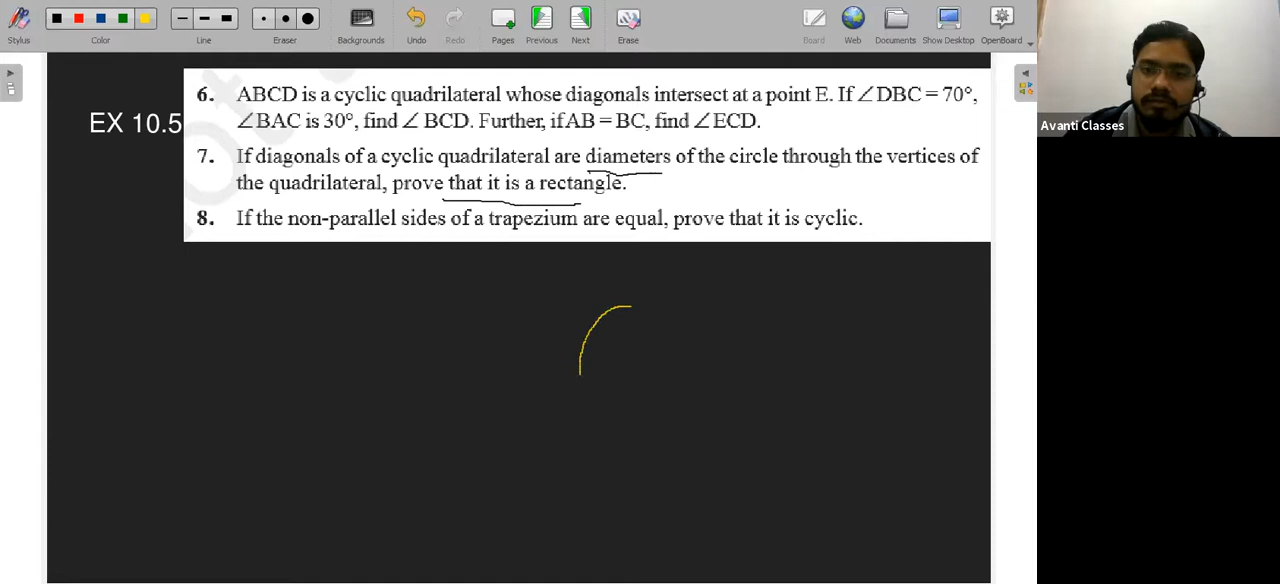 Stylus
Color
Line
Eraser
Backgrounds
Undo
Redo
Pages
Previous
Next
Erase
Board
Web
Documents
Show Desktop
OpenBoard
Avanti Classes
EX 10.5
6. ABCD is a cyclic quadrilateral whose diagonals intersect at a point E. If ∠DBC = 70°,
∠BAC is 30°, find ∠ BCD. Further, if AB = BC, find ∠ECD.
7. If diagonals of a cyclic quadrilateral are diameters of the circle through the vertices of
the quadrilateral, prove that it is a rectangle.
8. If the non-parallel sides of a trapezium are equal, prove that it is cyclic.